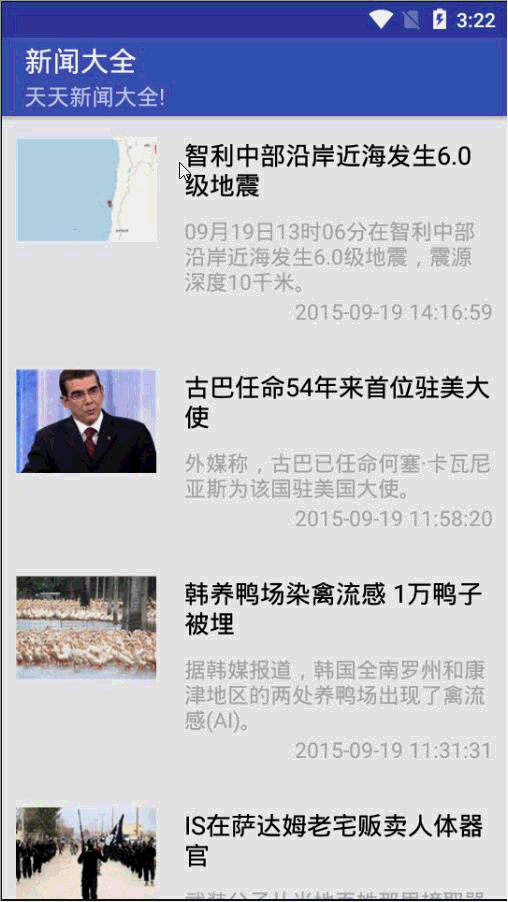 3:22
新闻大全
天天新闻大全!
智利中部沿岸近海发生6.0
级地震
09月19日13时06分在智利中部
沿岸近海发生6.0级地震，震源
深度10千米。
2015-09-19 14:16:59
古巴任命54年来首位驻美大
使
外媒称，古巴已任命何塞·卡瓦尼
亚斯为该国驻美国大使。
2015-09-19 11:58:20
韩养鸭场染禽流感 1万鸭子
被埋
据韩媒报道，韩国全南罗州和康
津地区的两处养鸭场出现了禽流
感(AI)。
2015-09-19 11:31:31
IS在萨达姆老宅贩卖人体器
官